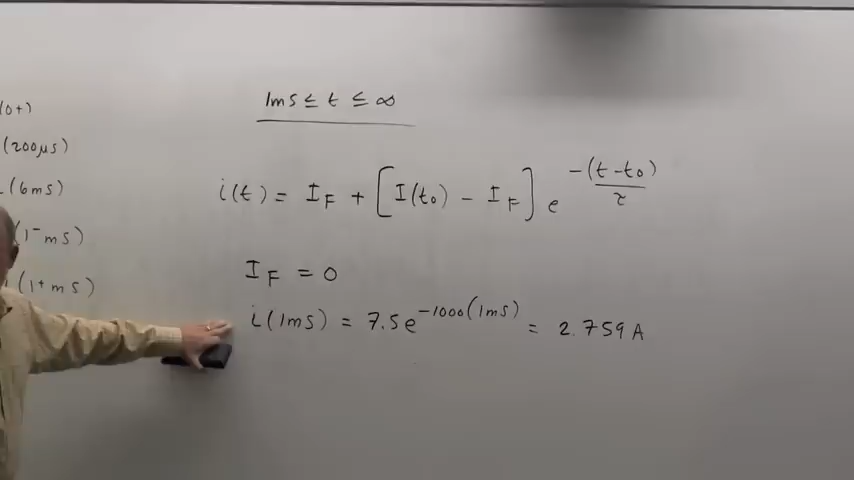 (0+)
(200μs)
(6ms)
(1⁻ms)
(1⁺ms)
1ms ≤ t ≤ ∞
i(t) = I_F + [I(t₀) - I_F] e^(-(t-t₀)/τ)
I_F = 0
i(1ms) = 7.5e^(-1000(1ms)) = 2.759A